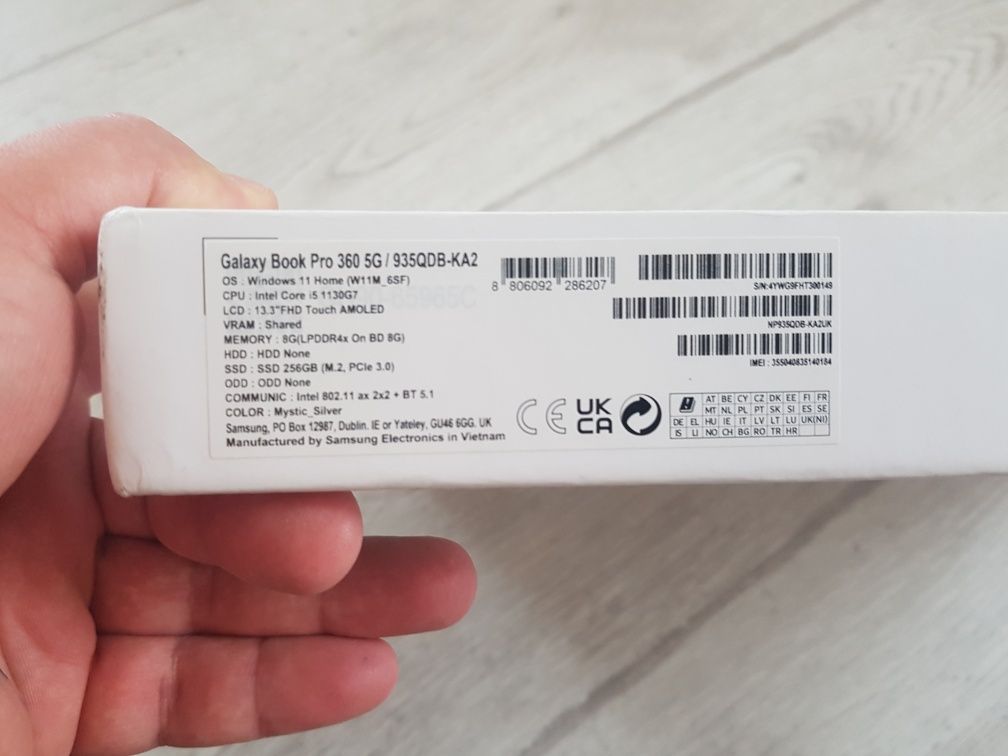 Galaxy Book Pro 360 5G / 935QDB-KA2
OS : Windows 11 Home (W11M_6SF)
CPU : Intel Core i5 1130G7
LCD : 13.3"FHD Touch AMOLED
VRAM : Shared
MEMORY : 8G(LPDDR4x On BD 8G)
HDD : HDD None
SSD : SSD 256GB (M.2, PCIe 3.0)
ODD : ODD None
COMMUNIC : Intel 802.11 ax 2x2 + BT 5.1
COLOR : Mystic_Silver
Samsung, PO Box 12987, Dublin. IE or Yateley, GU46 6GG. UK
Manufactured by Samsung Electronics in Vietnam
8 806092 286207
S/N:4YWG9FHT300149
NP935QDB-KA2UK
IMEI : 355040835140184
CE
UK
CA
AT BE CY CZ DK EE FI FR
MT NL PL PT SK SI ES SE
DE EL HU IE IT LV LT LU UK(NI)
IS LI NO CH BG RO TR HR